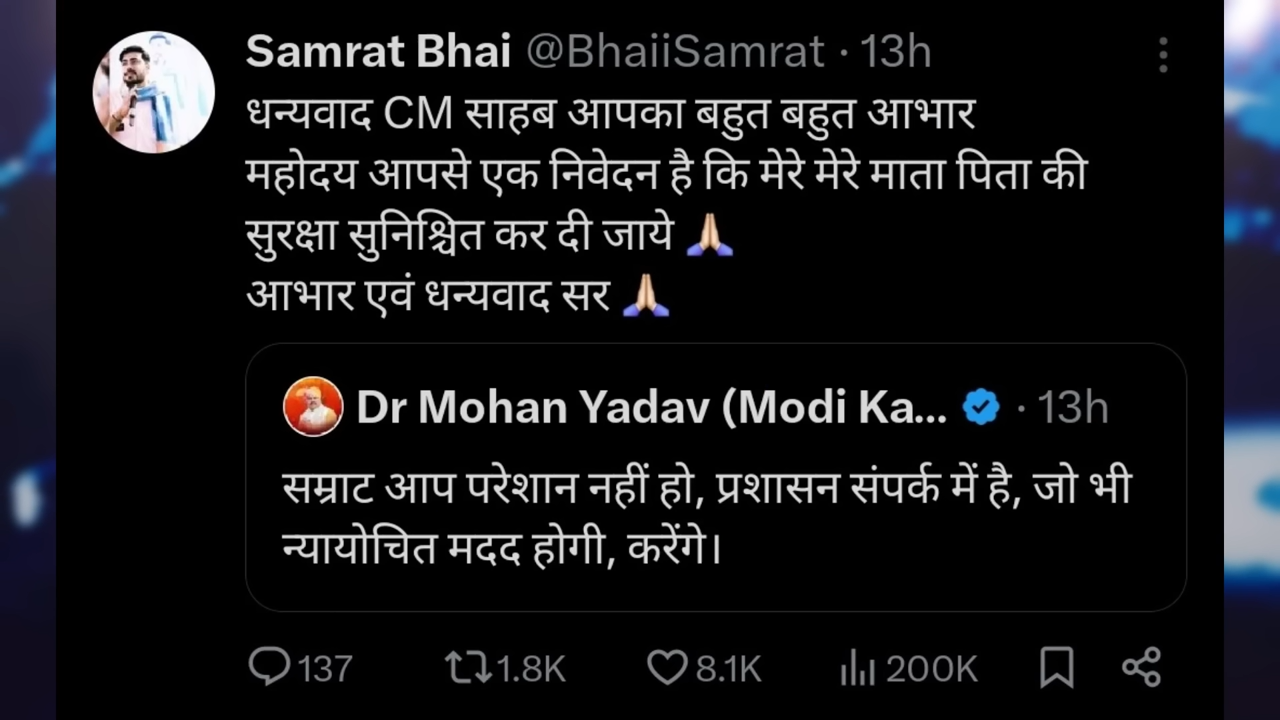 Samrat Bhai @BhaiiSamrat · 13h
धन्यवाद CM साहब आपका बहुत बहुत आभार
महोदय आपसे एक निवेदन है कि मेरे मेरे माता पिता की
सुरक्षा सुनिश्चित कर दी जाये 🙏
आभार एवं धन्यवाद सर 🙏
Dr Mohan Yadav (Modi Ka... · 13h
सम्राट आप परेशान नहीं हो, प्रशासन संपर्क में है, जो भी
न्यायोचित मदद होगी, करेंगे।
137 1.8K 8.1K 200K